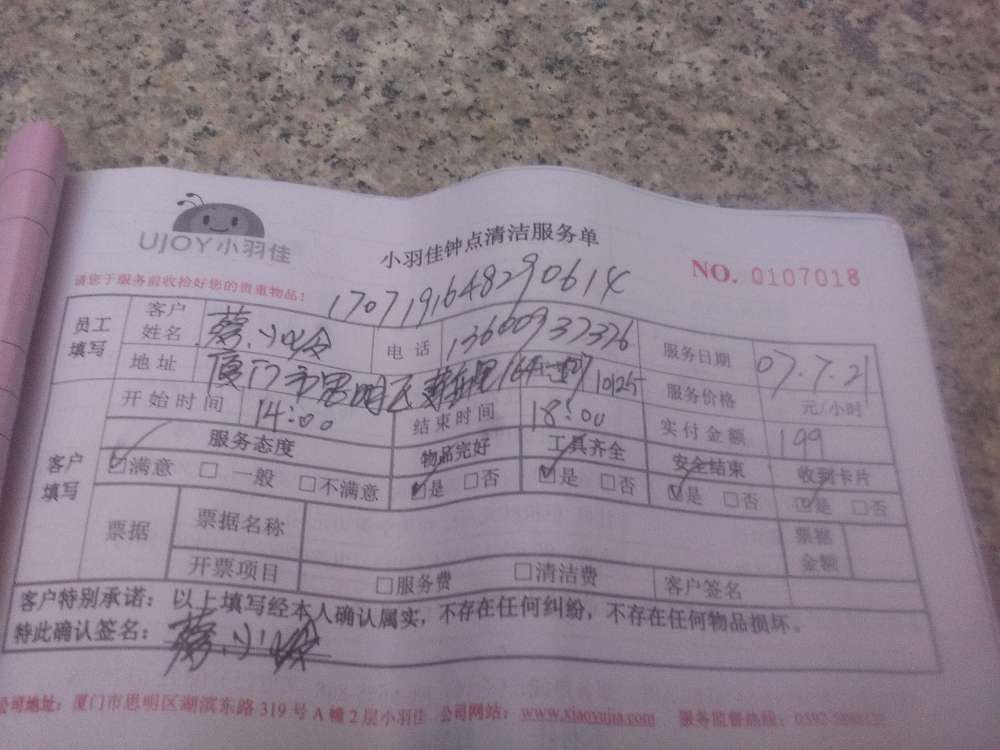 UJOY小羽佳
小羽佳钟点清洁服务单
NO. 0107018
请您于服务前收拾好您的贵重物品！
170719648290614
员工填写 客户姓名 蔡小 电话 13600937376 服务日期 07.7.21
地址 厦门市思明区 服务价格 元/小时
开始时间 14:00 结束时间 18:00 实付金额 199
客户填写 服务态度 物品完好 工具齐全 安全结束 收到卡片
☑满意 □一般 □不满意 ☑是 □否 ☑是 □否 ☑是 □否 ☑是 □否
票据 票据名称 票据金额
开票项目 □服务费 □清洁费 客户签名
客户特别承诺：以上填写经本人确认属实，不存在任何纠纷，不存在任何物品损坏。
特此确认签名：蔡小
公司地址：厦门市思明区湖滨东路319号A幢2层小羽佳 公司网站：www.xiaoyujia.com 服务监督热线：